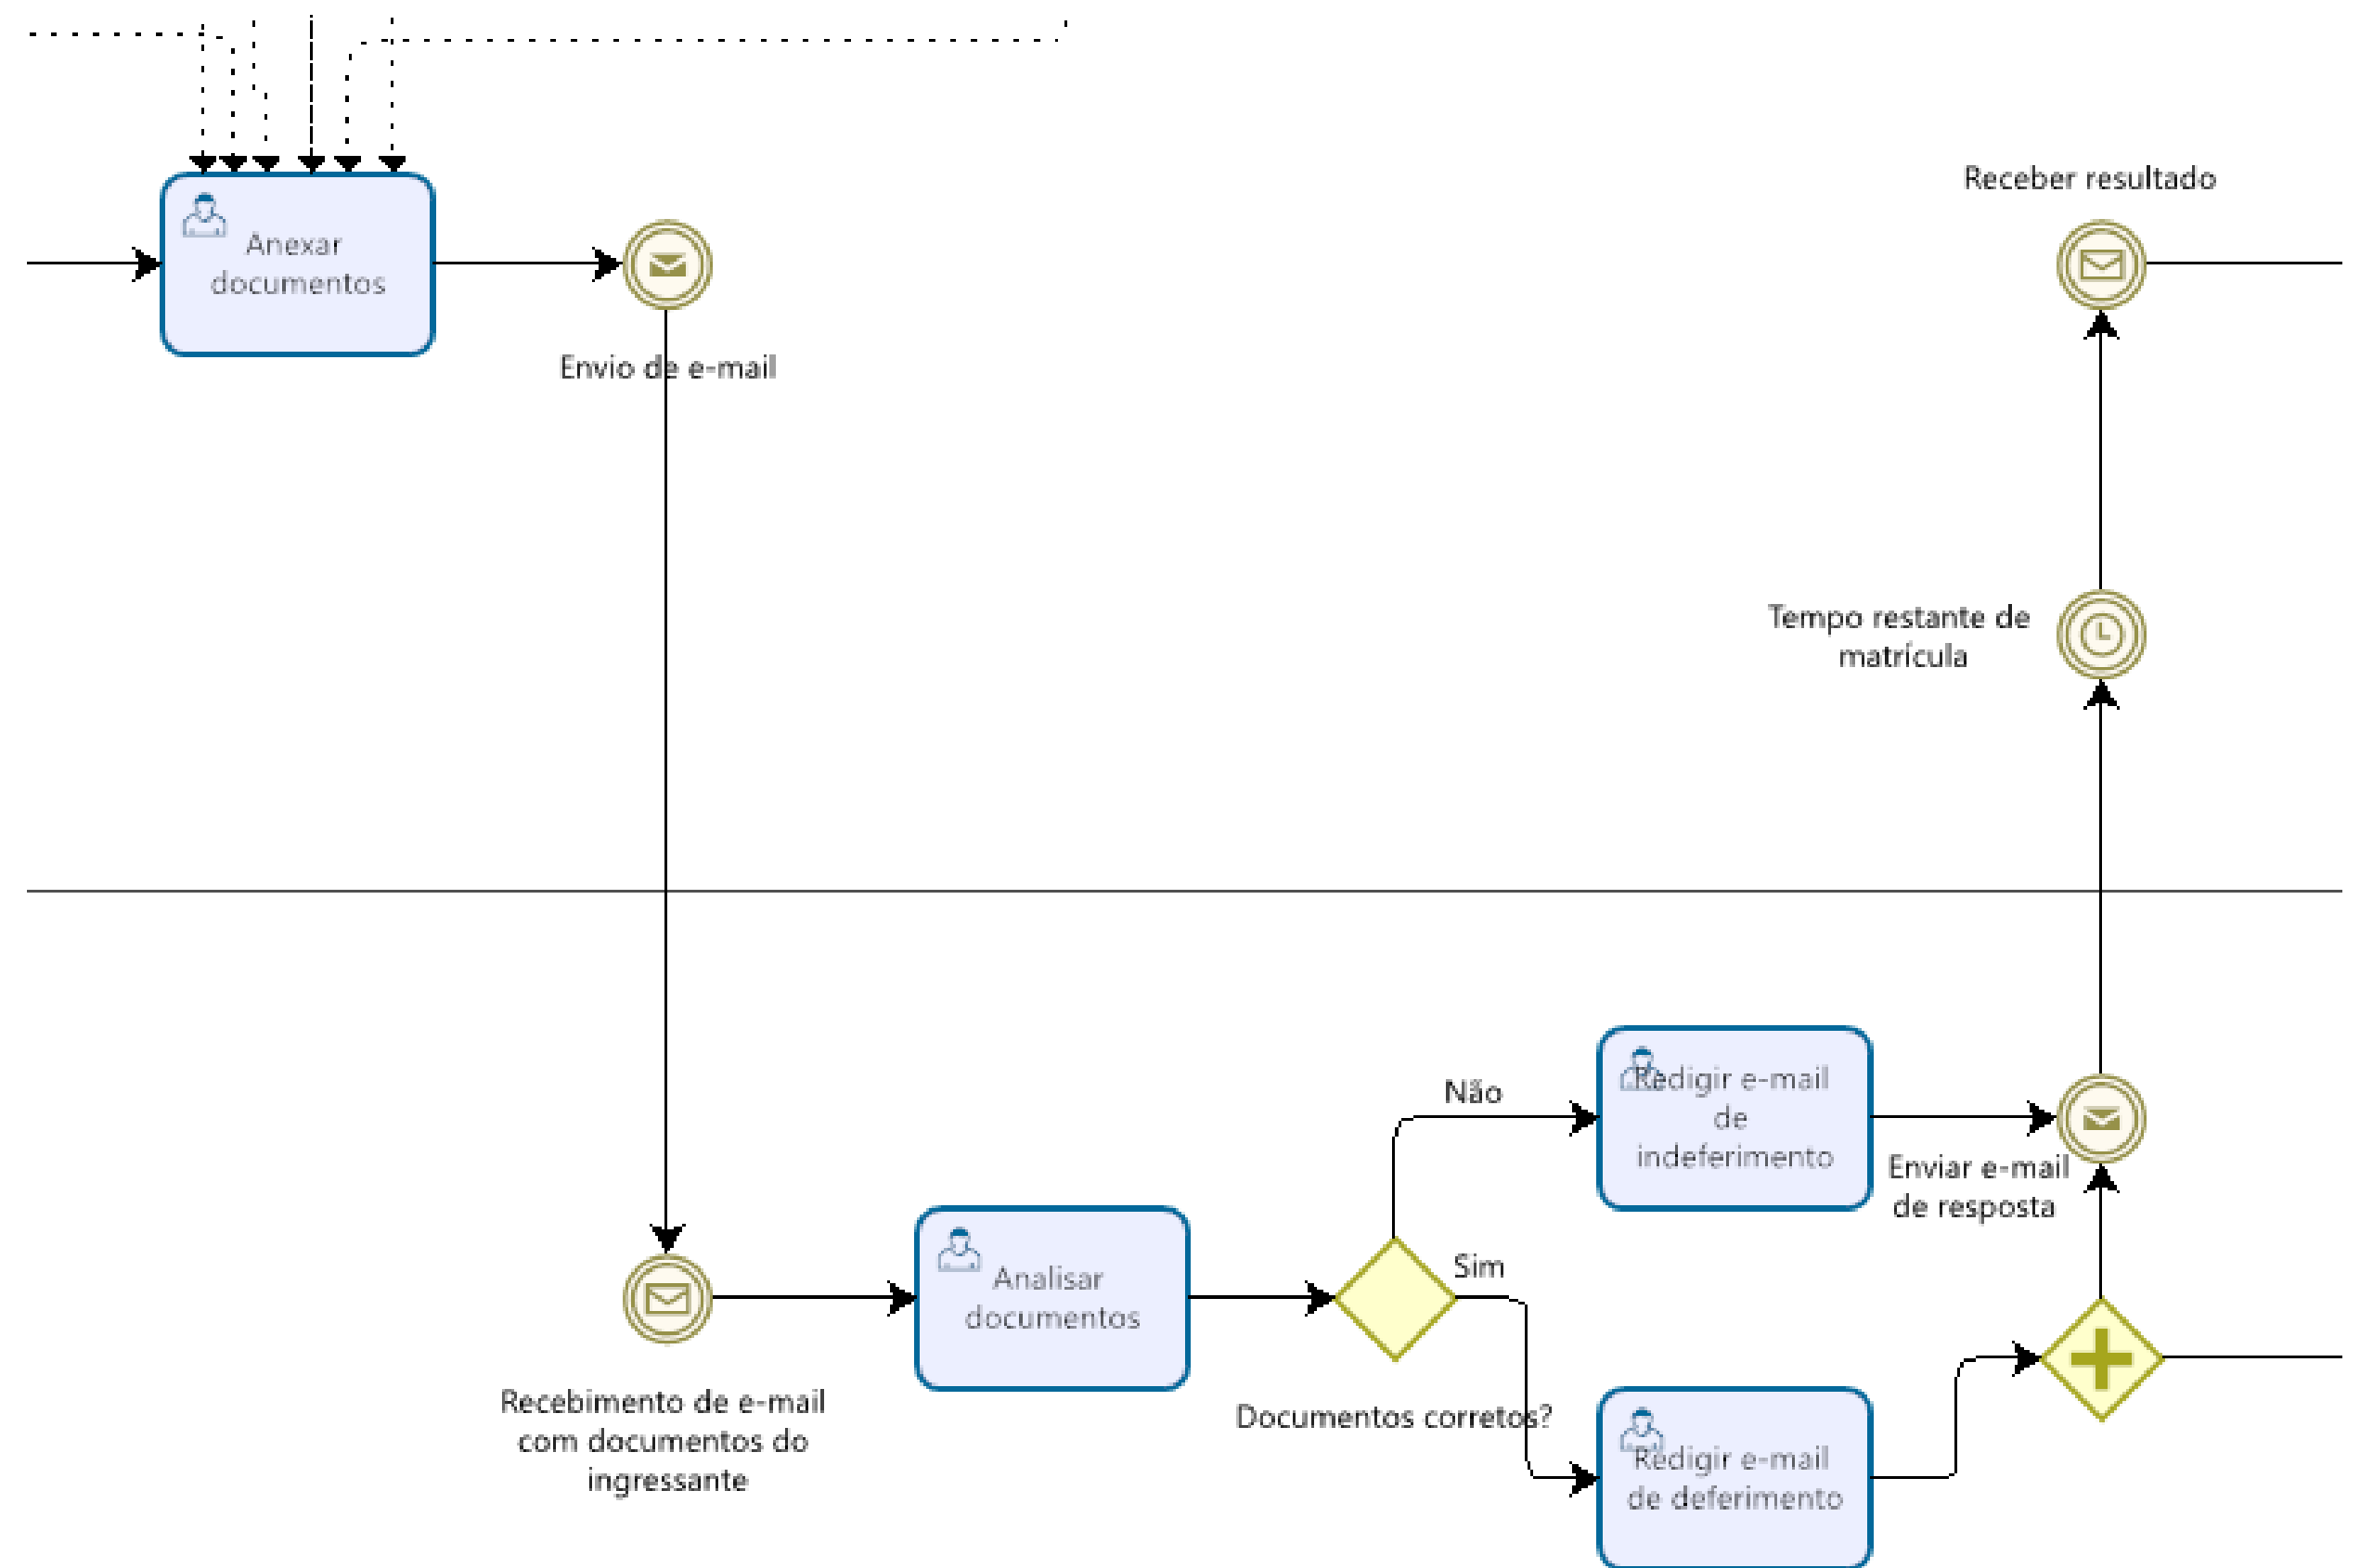 Receber resultado
Anexar
documentos
Envio de e-mail
Tempo restante de
matrícula
Não
Redigir e-mail
de
indeferimento
Enviar e-mail
de resposta
Sim
Analisar
documentos
Recebimento de e-mail
com documentos do
ingressante
Documentos corretos?
Redigir e-mail
de deferimento